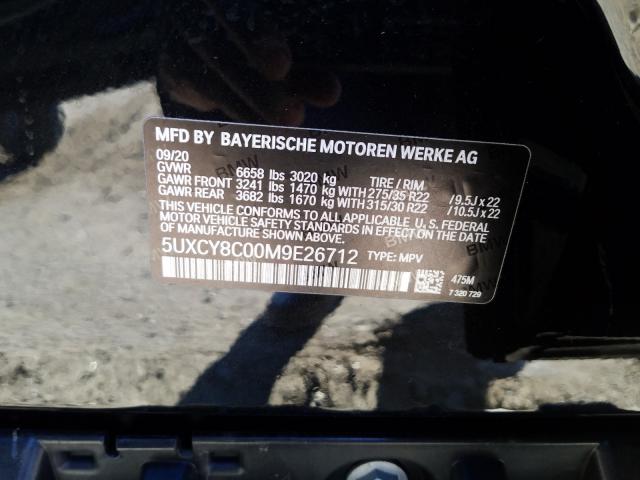 MFD BY BAYERISCHE MOTOREN WERKE AG
09/20
GVWR 6658 lbs 3020 kg TIRE / RIM
GAWR FRONT 3241 lbs 1470 kg WITH 275/35 R22 / 9.5J x 22
GAWR REAR 3682 lbs 1670 kg WITH 315/30 R22 / 10.5J x 22
THIS VEHICLE CONFORMS TO ALL APPLICABLE U.S. FEDERAL
MOTOR VEHICLE SAFETY STANDARDS IN EFFECT ON THE
DATE OF MANUFACTURE SHOWN ABOVE.
5UXCY8C00M9E26712 TYPE: MPV
475M
7 320 729